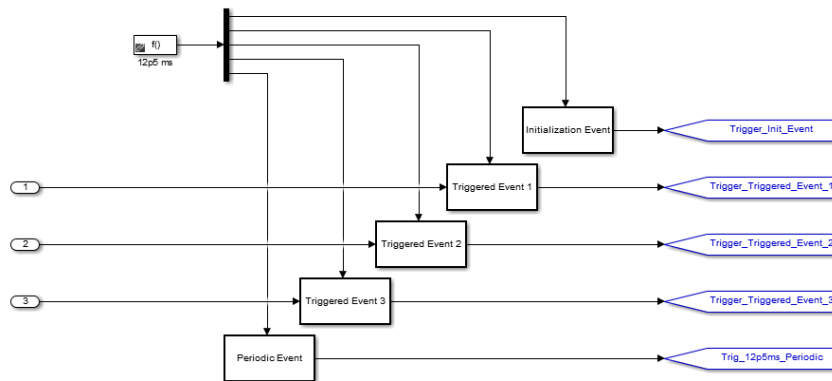 f()
12p5 ms
Initialization Event
Trigger_Init_Event
1
Triggered Event 1
Trigger_Triggered_Event_1
2
Triggered Event 2
Trigger_Triggered_Event_2
3
Triggered Event 3
Trigger_Triggered_Event_3
Periodic Event
Trig_12p5ms_Periodic